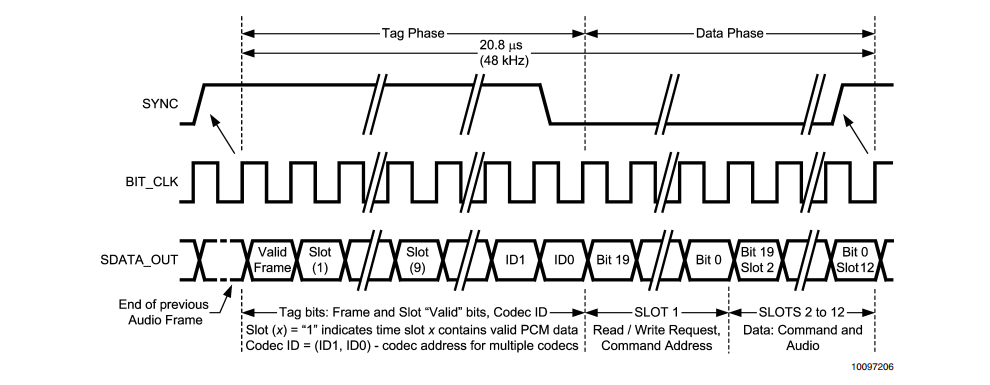 Tag Phase
Data Phase
20.8 μs
(48 kHz)
SYNC
BIT_CLK
SDATA_OUT
Valid
Frame
Slot
(1)
Slot
(9)
ID1
ID0
Bit 19
Bit 0
Bit 19
Slot 2
Bit 0
Slot12
End of previous
Audio Frame
Tag bits: Frame and Slot “Valid” bits, Codec ID
Slot (x) = “1” indicates time slot x contains valid PCM data
Codec ID = (ID1, ID0) - codec address for multiple codecs
SLOT 1
Read / Write Request,
Command Address
SLOTS 2 to 12
Data: Command and
Audio
10097206